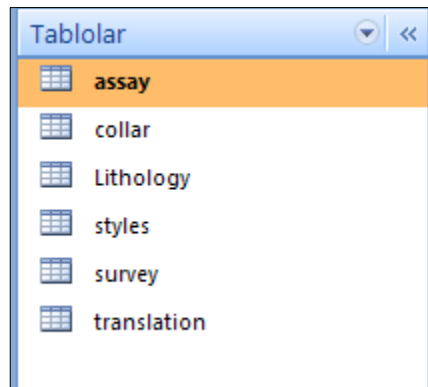 Tablolar
assay
collar
Lithology
styles
survey
translation